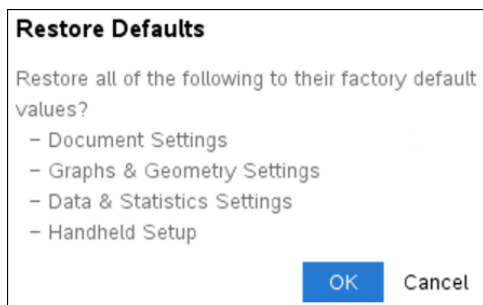 Restore Defaults
Restore all of the following to their factory default
values?
– Document Settings
– Graphs & Geometry Settings
– Data & Statistics Settings
– Handheld Setup
OK Cancel